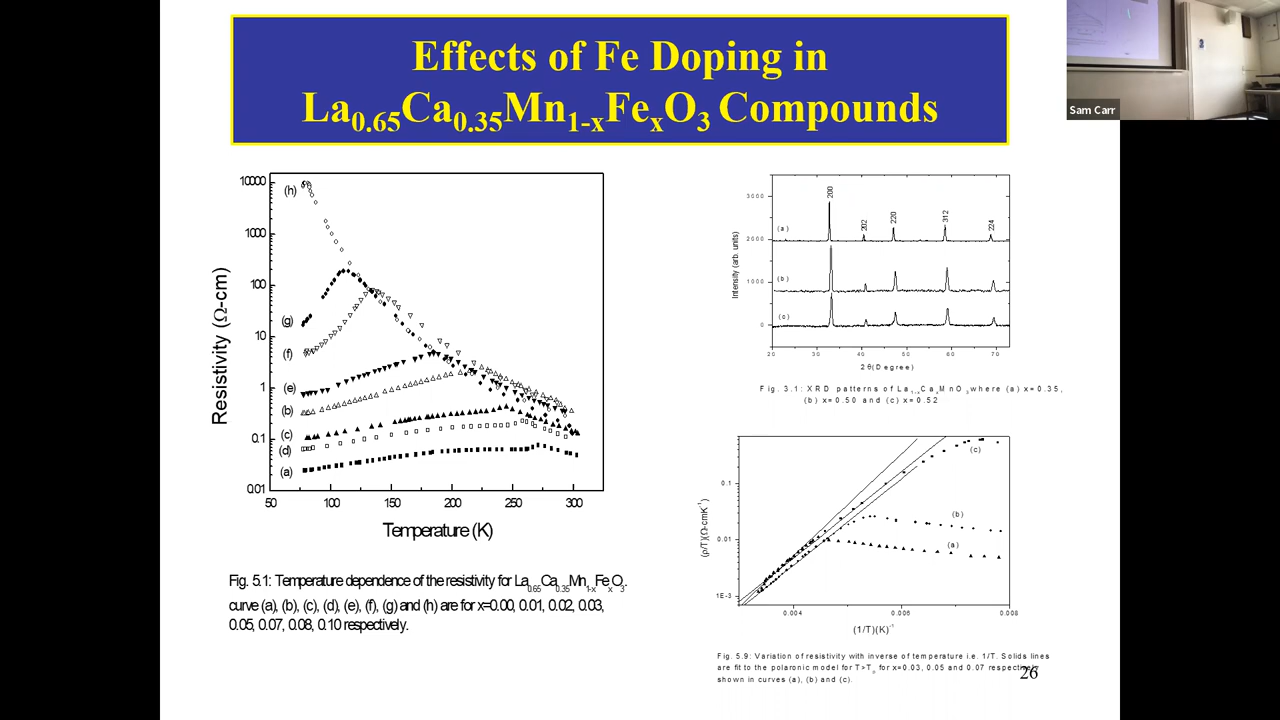 Effects of Fe Doping in
La0.65Ca0.35Mn1-xFexO3 Compounds
Sam Carr
10000
1000
100
10
1
0.1
0.01
50
100
150
200
250
300
(h)
(g)
(f)
(e)
(b)
(c)
(d)
(a)
Resistivity (Ω-cm)
Temperature (K)
Fig. 5.1: Temperature dependence of the resistivity for La0.65Ca0.35Mn1-xFexO3.
curve (a), (b), (c), (d), (e), (f), (g) and (h) are for x=0.00, 0.01, 0.02, 0.03,
0.05, 0.07, 0.08, 0.10 respectively.
3000
2000
1000
0
Intensity (arb. units)
200
202
220
312
224
(a)
(b)
(c)
20
30
40
50
60
70
2θ(Degree)
Fig. 3.1: XRD patterns of La1-xCaxMnO3 where (a) x=0.35,
(b) x=0.50 and (c) x=0.52
0.1
0.01
1E-3
(ρ/T)(Ω-cmK-1)
(c)
(b)
(a)
0.004
0.006
0.008
(1/T)(K)-1
Fig. 5.9: Variation of resistivity with inverse of temperature i.e. 1/T. Solids lines
are fit to the polaronic model for T>Tn for x=0.03, 0.05 and 0.07 respectively
shown in curves (a), (b) and (c).
26